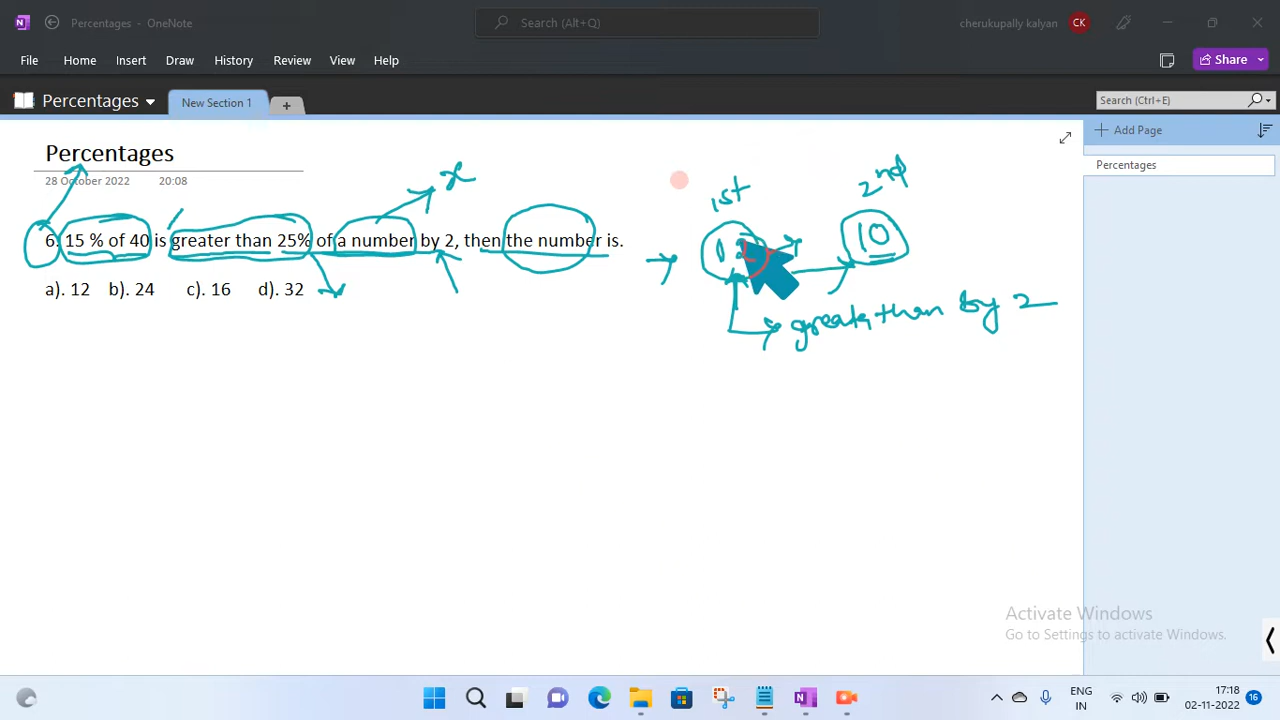 Percentages - OneNote
Search (Alt+Q)
cherukupally kalyan
CK
File Home Insert Draw History Review View Help
Share
Percentages
New Section 1
Search (Ctrl+E)
Add Page
Percentages
Percentages
28 October 2022 20:08
x
1st
2nd
6. 15 % of 40 is greater than 25% of a number by 2, then the number is.
12
10
a). 12 b). 24 c). 16 d). 32
greater than by 2
Activate Windows
Go to Settings to activate Windows.
ENG
IN
17:18
02-11-2022
16